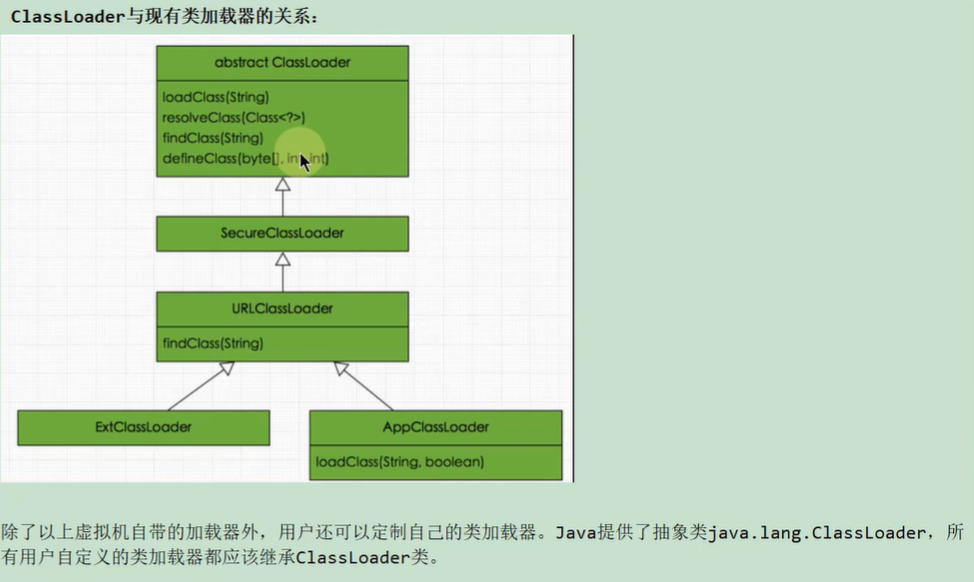 ClassLoader与现有类加载器的关系：
abstract ClassLoader
loadClass(String)
resolveClass(Class<?>)
findClass(String)
defineClass(byte[], int, int)
SecureClassLoader
URLClassLoader
findClass(String)
ExtClassLoader
AppClassLoader
loadClass(String, boolean)
除了以上虚拟机自带的加载器外，用户还可以定制自己的类加载器。Java提供了抽象类java.lang.ClassLoader，所
有用户自定义的类加载器都应该继承ClassLoader类。